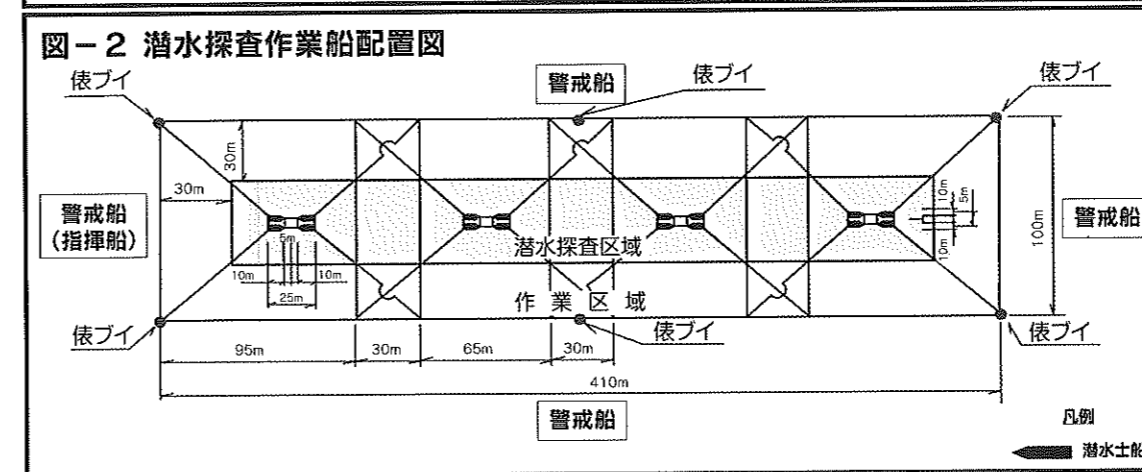 図－２ 潜水探査作業船配置図
俵ブイ
警戒船
俵ブイ
俵ブイ
30m
30m
10m
5m
10m
100m
警戒船
(指揮船)
警戒船
5m
10m
10m
25m
潜水探査区域
作業区域
俵ブイ
俵ブイ
俵ブイ
95m
30m
65m
30m
410m
警戒船
凡例
潜水士船